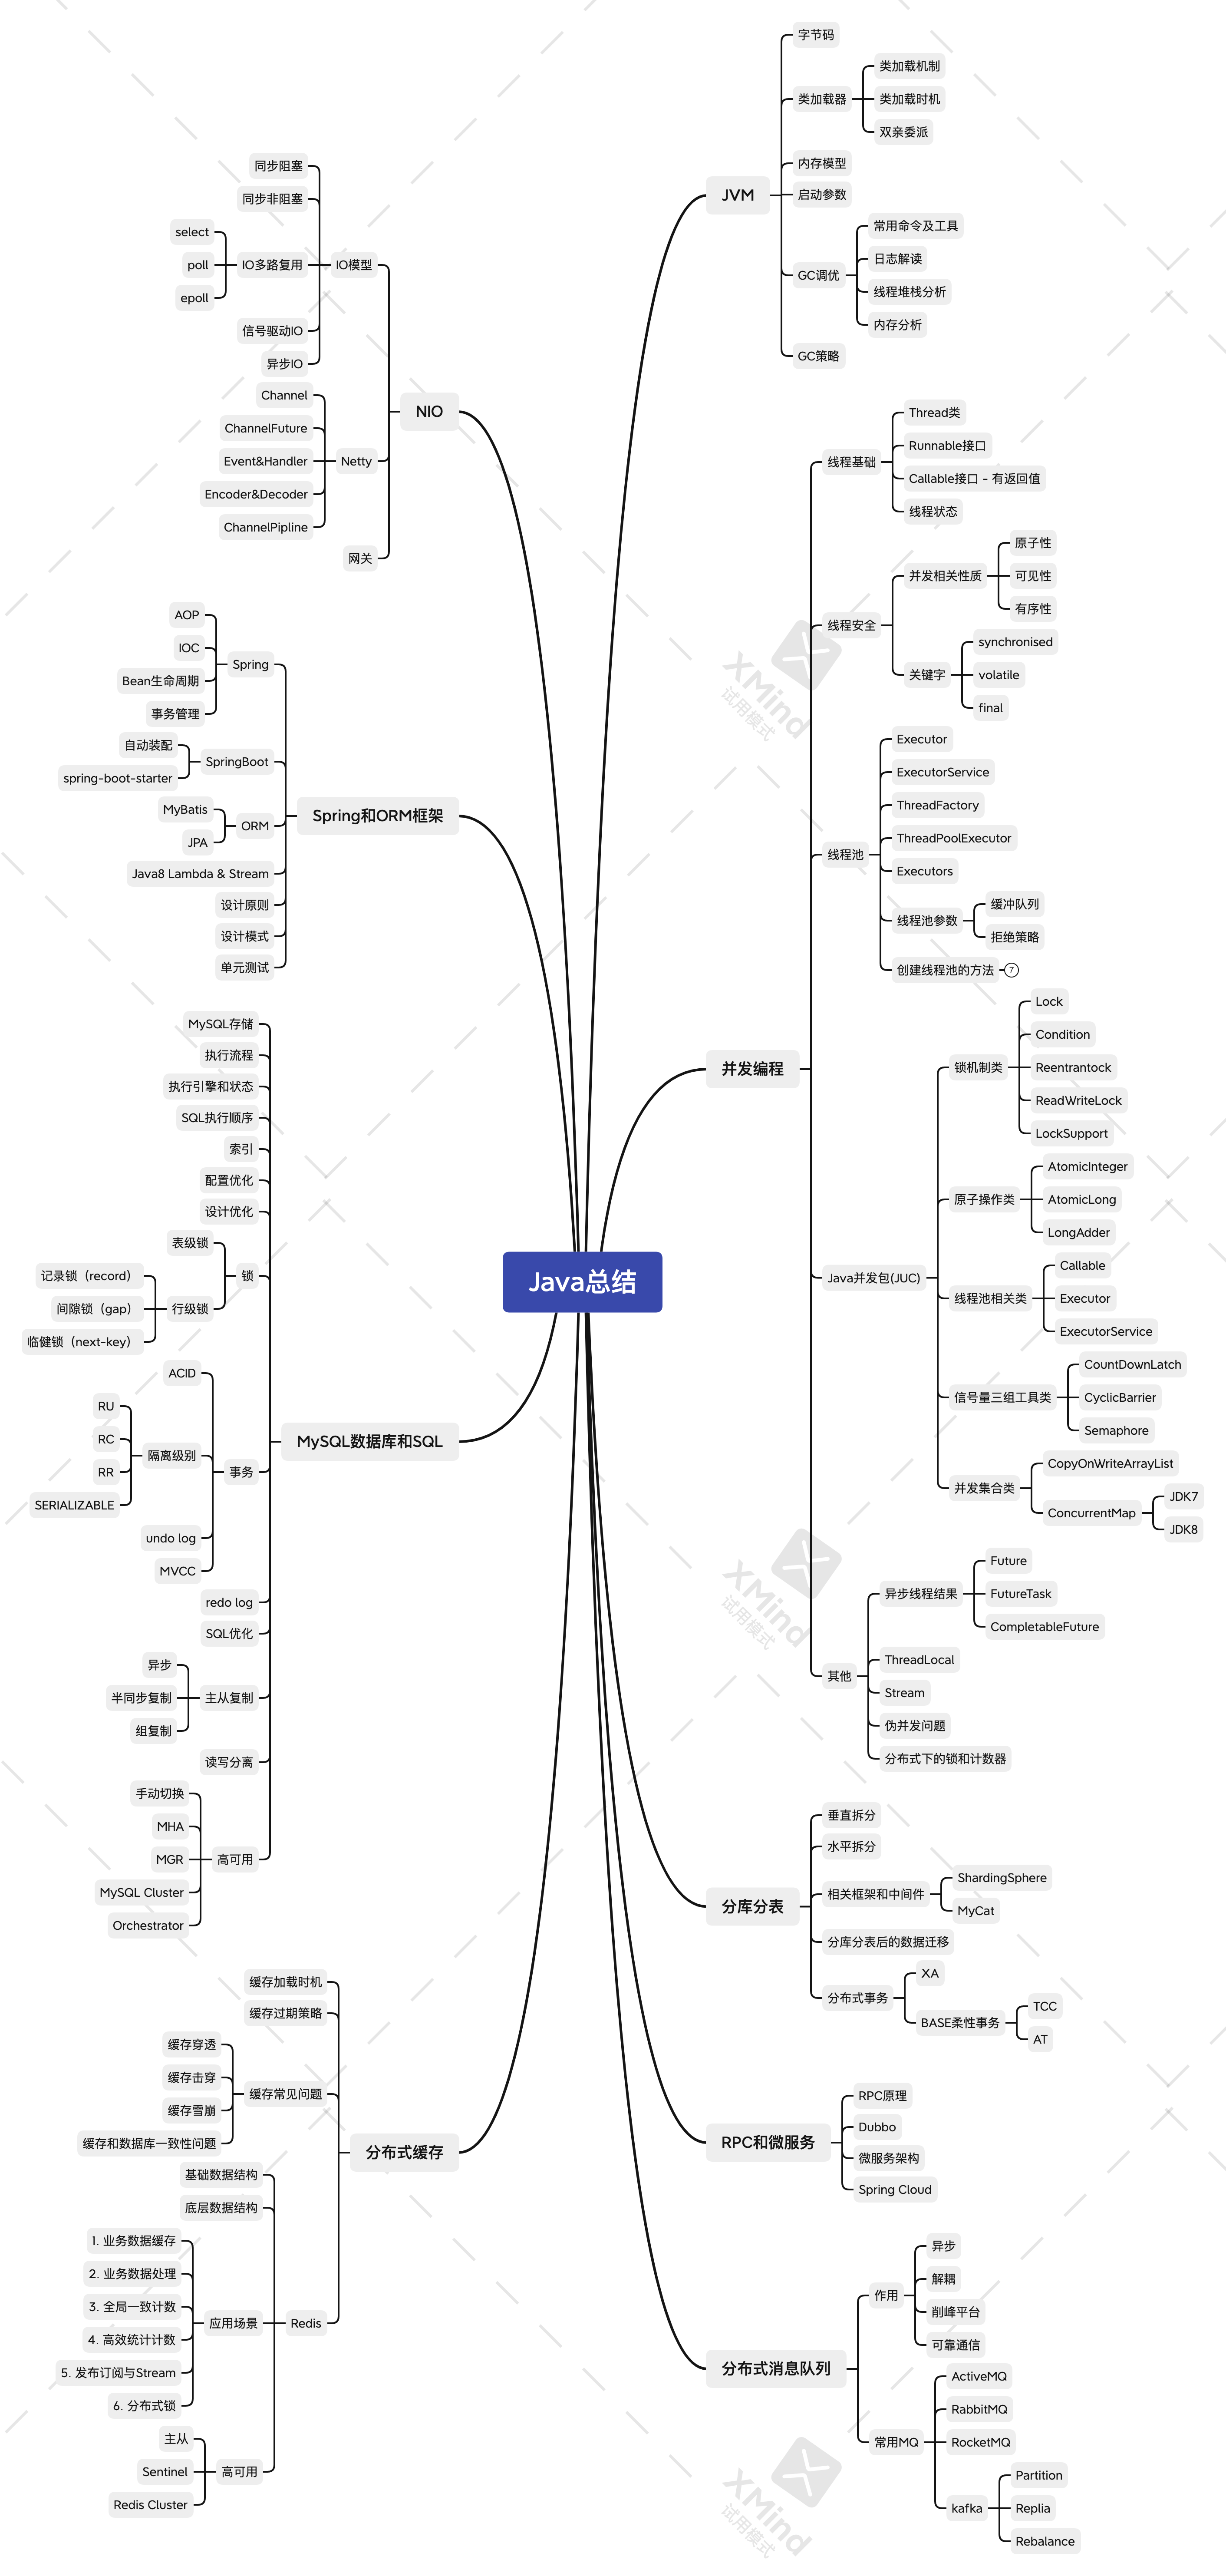 Java总结
JVM
字节码
类加载器
类加载机制
类加载时机
双亲委派
内存模型
启动参数
GC调优
常用命令及工具
日志解读
线程堆栈分析
内存分析
GC策略
并发编程
线程基础
Thread类
Runnable接口
Callable接口 - 有返回值
线程状态
线程安全
并发相关性质
原子性
可见性
有序性
关键字
synchronised
volatile
final
线程池
Executor
ExecutorService
ThreadFactory
ThreadPoolExecutor
Executors
线程池参数
缓冲队列
拒绝策略
创建线程池的方法
7
Java并发包(JUC)
锁机制类
Lock
Condition
Reentrantock
ReadWriteLock
LockSupport
原子操作类
AtomicInteger
AtomicLong
LongAdder
线程池相关类
Callable
Executor
ExecutorService
信号量三组工具类
CountDownLatch
CyclicBarrier
Semaphore
并发集合类
CopyOnWriteArrayList
ConcurrentMap
JDK7
JDK8
其他
异步线程结果
Future
FutureTask
CompletableFuture
ThreadLocal
Stream
伪并发问题
分布式下的锁和计数器
分库分表
垂直拆分
水平拆分
相关框架和中间件
ShardingSphere
MyCat
分库分表后的数据迁移
分布式事务
XA
BASE柔性事务
TCC
AT
RPC和微服务
RPC原理
Dubbo
微服务架构
Spring Cloud
分布式消息队列
作用
异步
解耦
削峰平台
可靠通信
常用MQ
ActiveMQ
RabbitMQ
RocketMQ
kafka
Partition
Replia
Rebalance
NIO
IO模型
同步阻塞
同步非阻塞
IO多路复用
select
poll
epoll
信号驱动IO
异步IO
Netty
Channel
ChannelFuture
Event&Handler
Encoder&Decoder
ChannelPipline
网关
Spring和ORM框架
Spring
AOP
IOC
Bean生命周期
事务管理
SpringBoot
自动装配
spring-boot-starter
ORM
MyBatis
JPA
Java8 Lambda & Stream
设计原则
设计模式
单元测试
MySQL数据库和SQL
MySQL存储
执行流程
执行引擎和状态
SQL执行顺序
索引
配置优化
设计优化
锁
表级锁
行级锁
记录锁（record）
间隙锁（gap）
临健锁（next-key）
事务
ACID
隔离级别
RU
RC
RR
SERIALIZABLE
undo log
MVCC
redo log
SQL优化
主从复制
异步
半同步复制
组复制
读写分离
高可用
手动切换
MHA
MGR
MySQL Cluster
Orchestrator
分布式缓存
缓存加载时机
缓存过期策略
缓存常见问题
缓存穿透
缓存击穿
缓存雪崩
缓存和数据库一致性问题
Redis
基础数据结构
底层数据结构
应用场景
1. 业务数据缓存
2. 业务数据处理
3. 全局一致计数
4. 高效统计计数
5. 发布订阅与Stream
6. 分布式锁
高可用
主从
Sentinel
Redis Cluster
XMind
试用模式
XMind
试用模式
XMind
试用模式